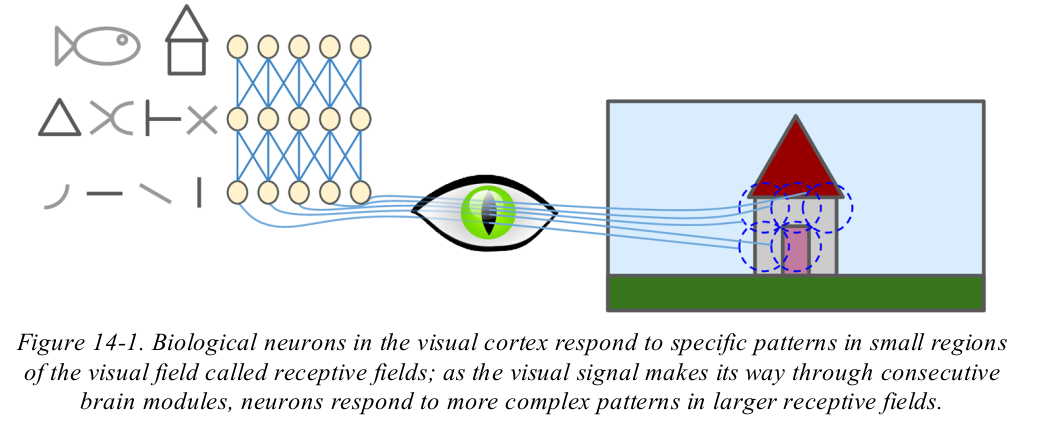 Figure 14-1. Biological neurons in the visual cortex respond to specific patterns in small regions
of the visual field called receptive fields; as the visual signal makes its way through consecutive
brain modules, neurons respond to more complex patterns in larger receptive fields.